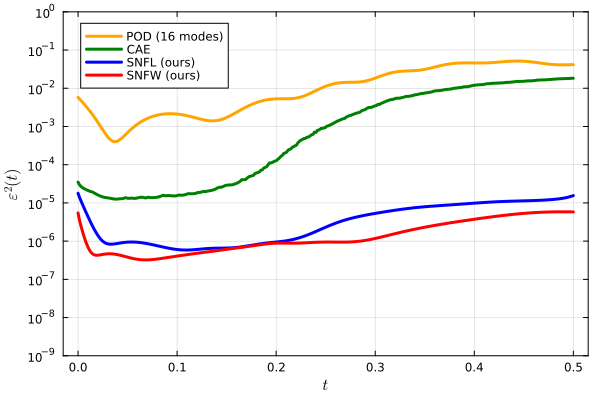 10⁰
10⁻¹
10⁻²
10⁻³
10⁻⁴
10⁻⁵
10⁻⁶
10⁻⁷
10⁻⁸
10⁻⁹
ε²(t)
POD (16 modes)
CAE
SNFL (ours)
SNFW (ours)
0.0 0.1 0.2 0.3 0.4 0.5
t